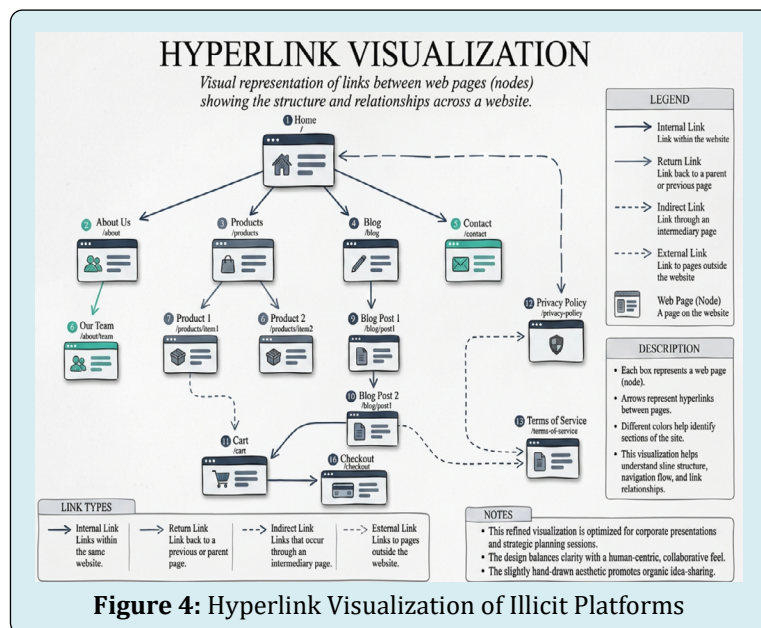 HYPERLINK VISUALIZATION
Visual representation of links between web pages (nodes)
showing the structure and relationships across a website.
1 Home
/
2 About Us
/about
3 Products
/products
4 Blog
/blog
5 Contact
/contact
6 Our Team
/about/team
7 Product 1
/products/item1
6 Product 2
/products/item2
9 Blog Post 1
/blog/post1
10 Blog Post 2
/blog/post1
11 Cart
/cart
16 Checkout
/checkout
12 Privacy Policy
/privacy-policy
13 Terms of Service
/terms-of-service
LEGEND
Internal Link
Link within the website
Return Link
Link back to a parent
or previous page
Indirect Link
Link through an
intermediary page
External Link
Link to pages outside
the website
Web Page (Node)
A page on the website
DESCRIPTION
• Each box represents a web page
(node).
• Arrows represent hyperlinks
between pages.
• Different colors help identify
sections of the site.
• This visualization helps
understand sline structure,
navigation flow, and link
relationships.
LINK TYPES
Internal Link
Links within
the same
website.
Return Link
Link back to a
previous or parent
page.
Indirect Link
Links that occur
through an
intermediary page.
External Link
Links to pages
outside the
website.
NOTES
• This refined visualization is optimized for corporate presentations
and strategic planning sessions.
• The design balances clarity with a human-centric, collaborative feel.
• The slightly hand-drawn aesthetic promotes organic idea-sharing.
Figure 4: Hyperlink Visualization of Illicit Platforms